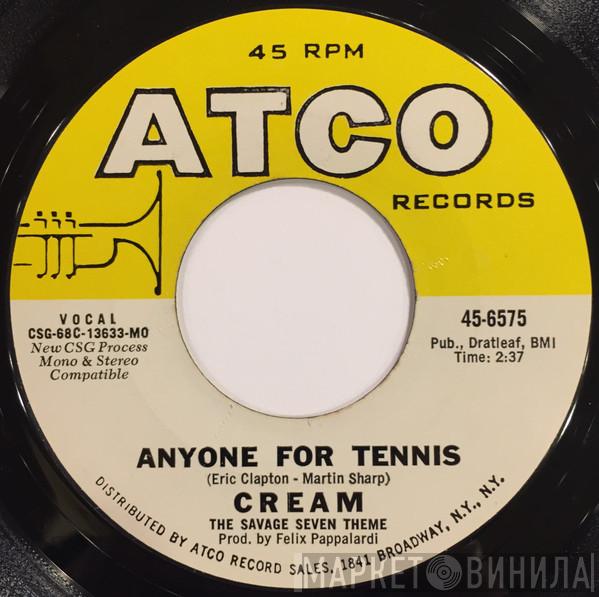 45 RPM
ATCO
RECORDS
VOCAL
CSG-68C-13633-MO
New CSG Process
Mono & Stereo
Compatible
45-6575
Pub., Dratleaf, BMI
Time: 2:37
ANYONE FOR TENNIS
(Eric Clapton - Martin Sharp)
CREAM
THE SAVAGE SEVEN THEME
Prod. by Felix Pappalardi
DISTRIBUTED BY ATCO RECORD SALES, 1841 BROADWAY, N.Y., N.Y.
МАРКЕТ ВИНИЛА